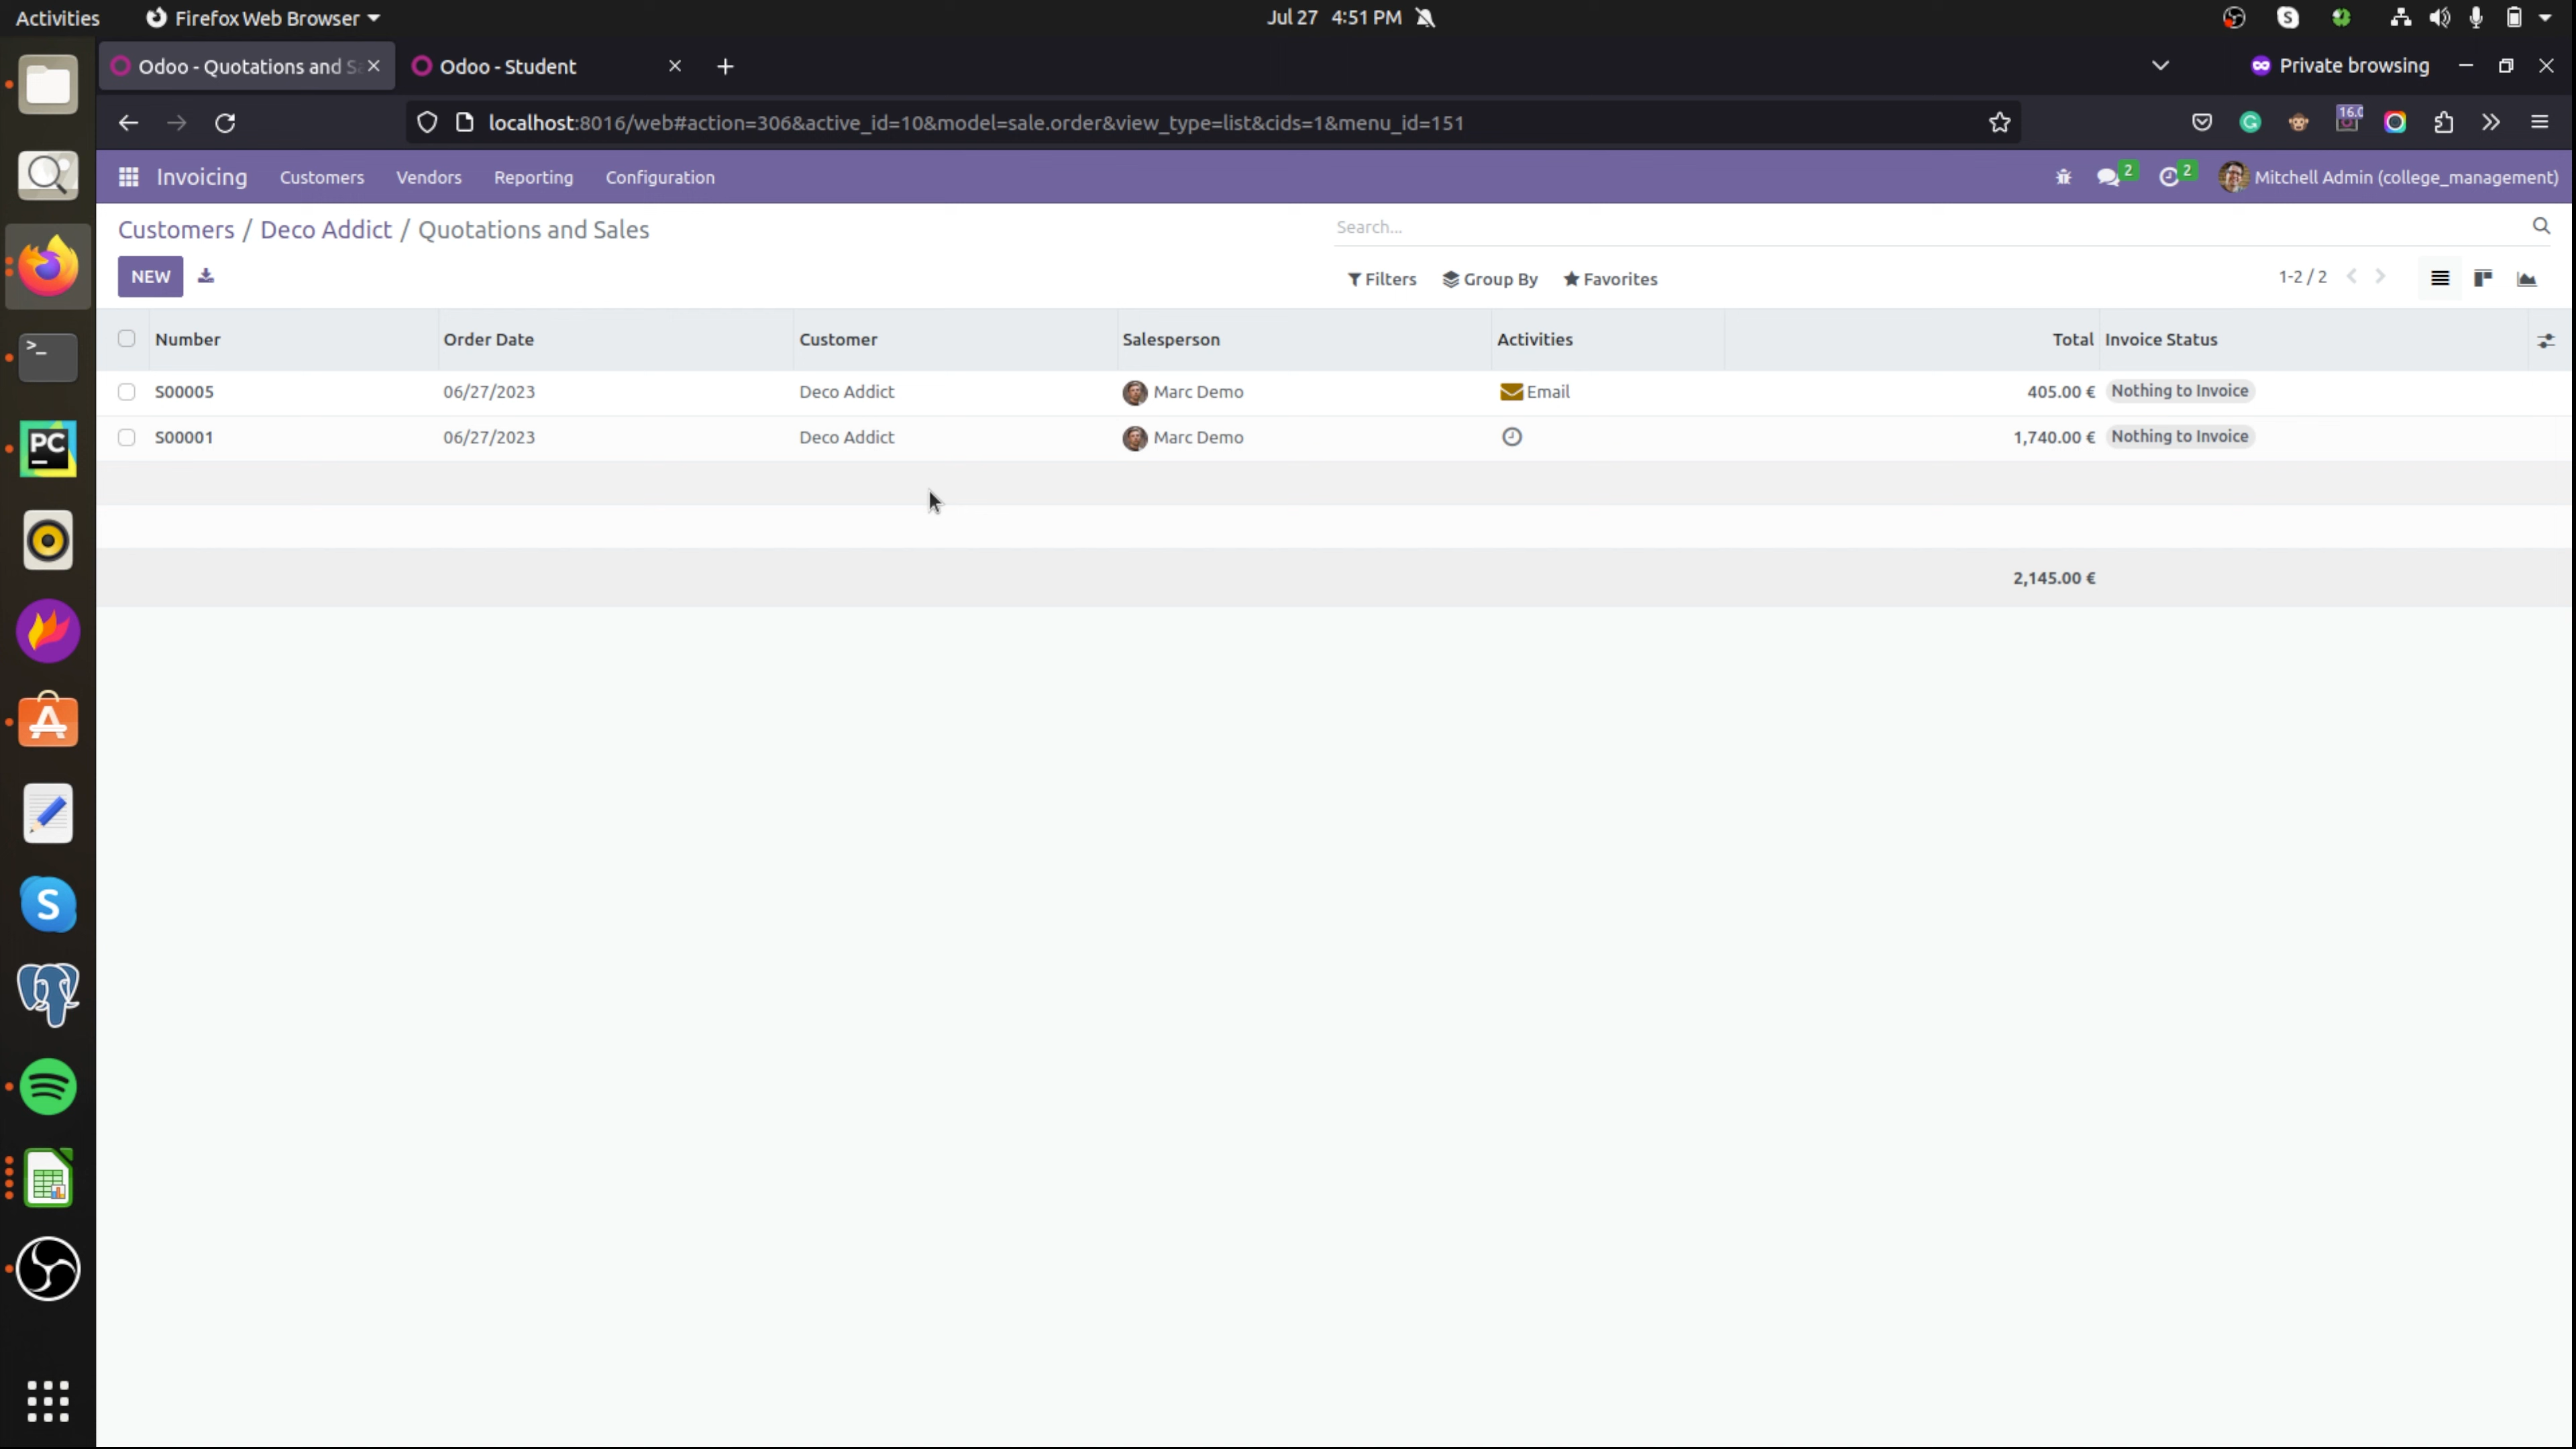 Activities Firefox Web Browser Jul 27 4:51 PM
Odoo - Quotations and Sa Odoo - Student Private browsing
localhost:8016/web#action=306&active_id=10&model=sale.order&view_type=list&cids=1&menu_id=151 16.0
Invoicing Customers Vendors Reporting Configuration 2 2 Mitchell Admin (college_management)
Customers / Deco Addict / Quotations and Sales Search...
NEW Filters Group By Favorites 1-2 / 2
Number Order Date Customer Salesperson Activities Total Invoice Status
S00005 06/27/2023 Deco Addict Marc Demo Email 405.00 € Nothing to Invoice
S00001 06/27/2023 Deco Addict Marc Demo 1,740.00 € Nothing to Invoice
2,145.00 €
PC